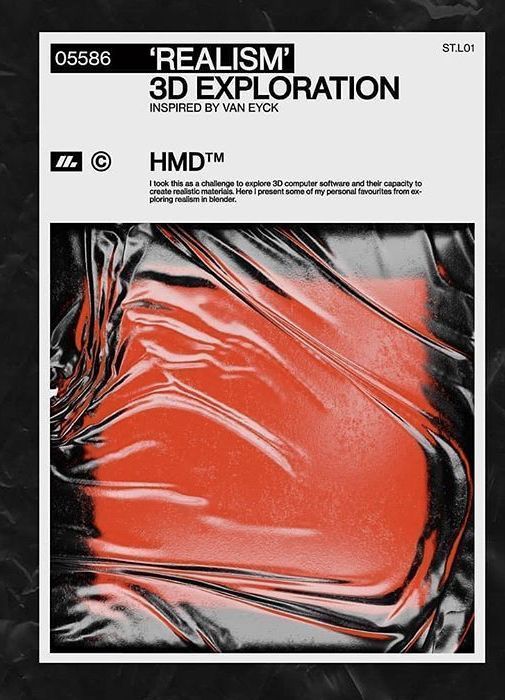 05586 ‘REALISM’ ST.L01
3D EXPLORATION
INSPIRED BY VAN EYCK
© HMD™
I took this as a challenge to explore 3D computer software and their capacity to
create realistic materials. Here i present some of my personal favourites from ex-
ploring realism in blender.